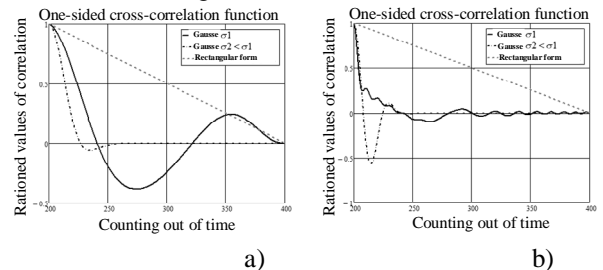 One-sided cross-correlation function
Rationed values of correlation
1
0.5
0
−0.5
200
250
300
350
400
Gausse σ1
Gausse σ2 < σ1
Rectangular form
Counting out of time
a)
One-sided cross-correlation function
Rationed values of correlation
1
0.5
0
−0.5
−1
200
250
300
350
400
Gausse σ1
Gausse σ2 < σ1
Rectangular form
Counting out of time
b)